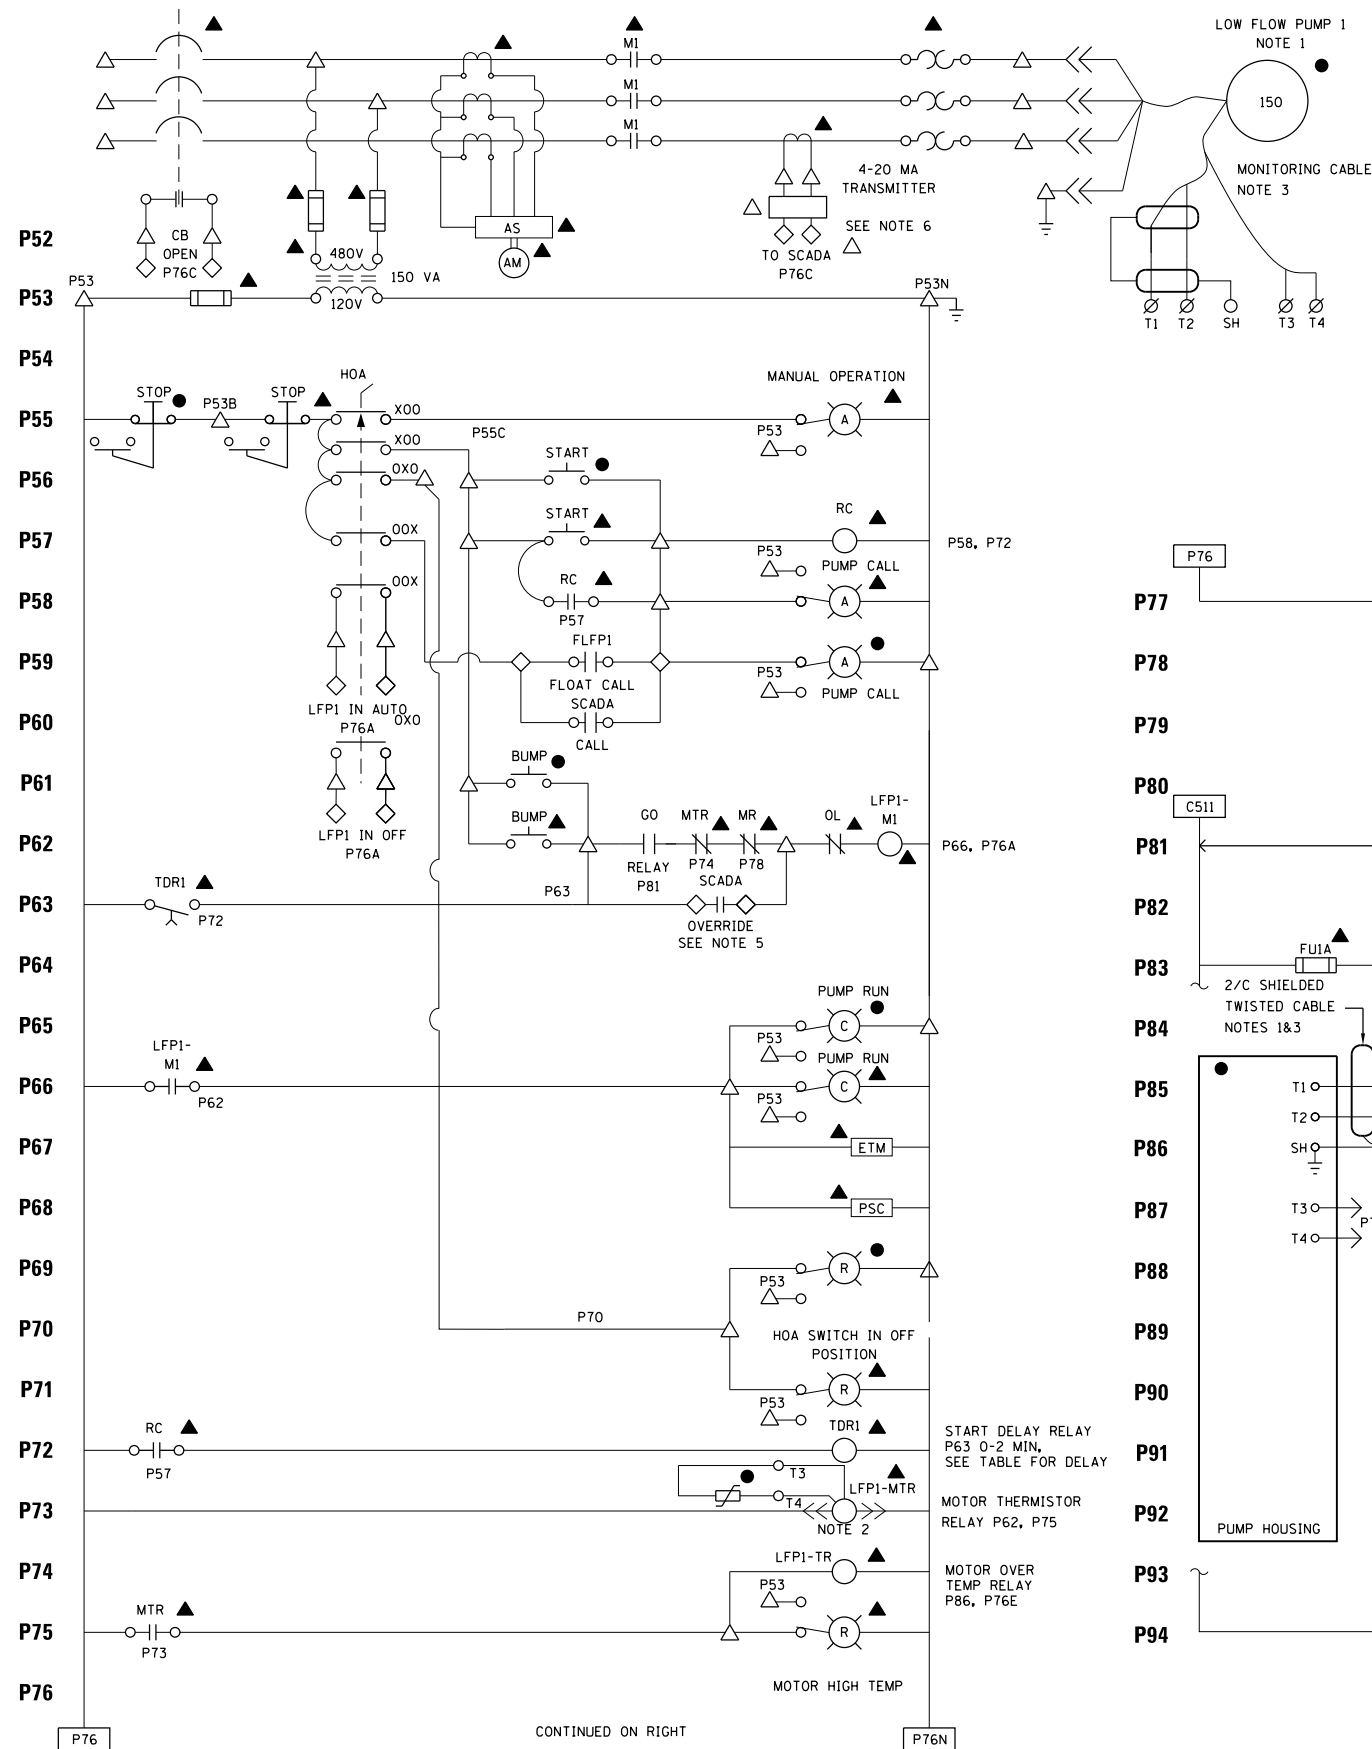 LOW FLOW PUMP 1
NOTE 1
150
M1
M1
M1
4-20 MA
TRANSMITTER
SEE NOTE 6
TO SCADA
P76C
MONITORING CABLE
NOTE 3
T1 T2 SH T3 T4
P52
CB
OPEN
P76C
480V
150 VA
120V
AS
AM
P53
P53
P53N
P54
HOA
MANUAL OPERATION
STOP
P53B
STOP
P55
XOO
P55C
P53
A
XOO
START
P56
OXO
START
RC
P57
OOX
P53
PUMP CALL
P58, P72
P58
OOX
RC
P57
A
FLFP1
P59
FLOAT CALL
P53
A
PUMP CALL
LFP1 IN AUTO
P76A
OXO
SCADA
P60
CALL
P61
BUMP
LFP1 IN OFF
P76A
P62
BUMP
GO
RELAY
P81
MTR
P74
MR
P78
OL
LFP1-
M1
P66, P76A
SCADA
P63
TDR1
P72
P63
OVERRIDE
SEE NOTE 5
P64
PUMP RUN
P65
C
P53
PUMP RUN
LFP1-
M1
P66
P62
C
P53
P67
ETM
P68
PSC
P69
R
P53
P70
P70
HOA SWITCH IN OFF
POSITION
P71
R
P53
RC
TDR1
P72
P57
START DELAY RELAY
P63 0-2 MIN,
SEE TABLE FOR DELAY
T3
LFP1-MTR
T4
P73
NOTE 2
MOTOR THERMISTOR
RELAY P62, P75
LFP1-TR
P74
P53
MOTOR OVER
TEMP RELAY
P86, P76E
MTR
P75
P73
R
P76
MOTOR HIGH TEMP
P76
CONTINUED ON RIGHT
P76N
P76
P77
P78
P79
P80
C511
P81
P82
FU1A
P83
2/C SHIELDED
TWISTED CABLE
NOTES 1&3
P84
P85
T1
T2
P86
SH
P87
T3
T4
P88
P89
P90
P91
P92
PUMP HOUSING
P93
P94